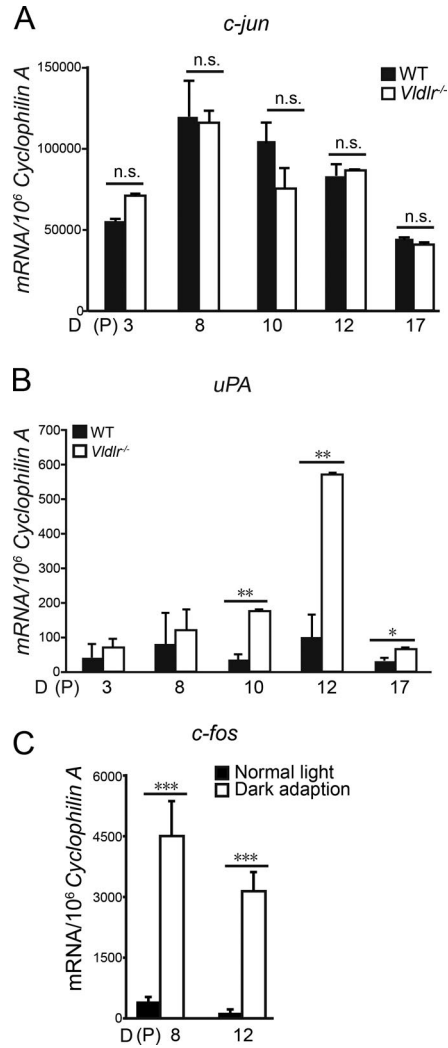 A
c-jun
mRNA/10⁶ Cyclophilin A
150000
100000
50000
0
n.s.
n.s.
n.s.
n.s.
n.s.
WT
Vldlr⁻/⁻
D (P) 3 8 10 12 17
B
uPA
mRNA/10⁶ Cyclophilin A
700
600
500
400
300
200
100
0
WT
Vldlr⁻/⁻
**
**
*
D (P) 3 8 10 12 17
C
c-fos
mRNA/10⁶ Cyclophilin A
6000
4500
3000
1500
0
Normal light
Dark adaption
***
***
D (P) 8 12